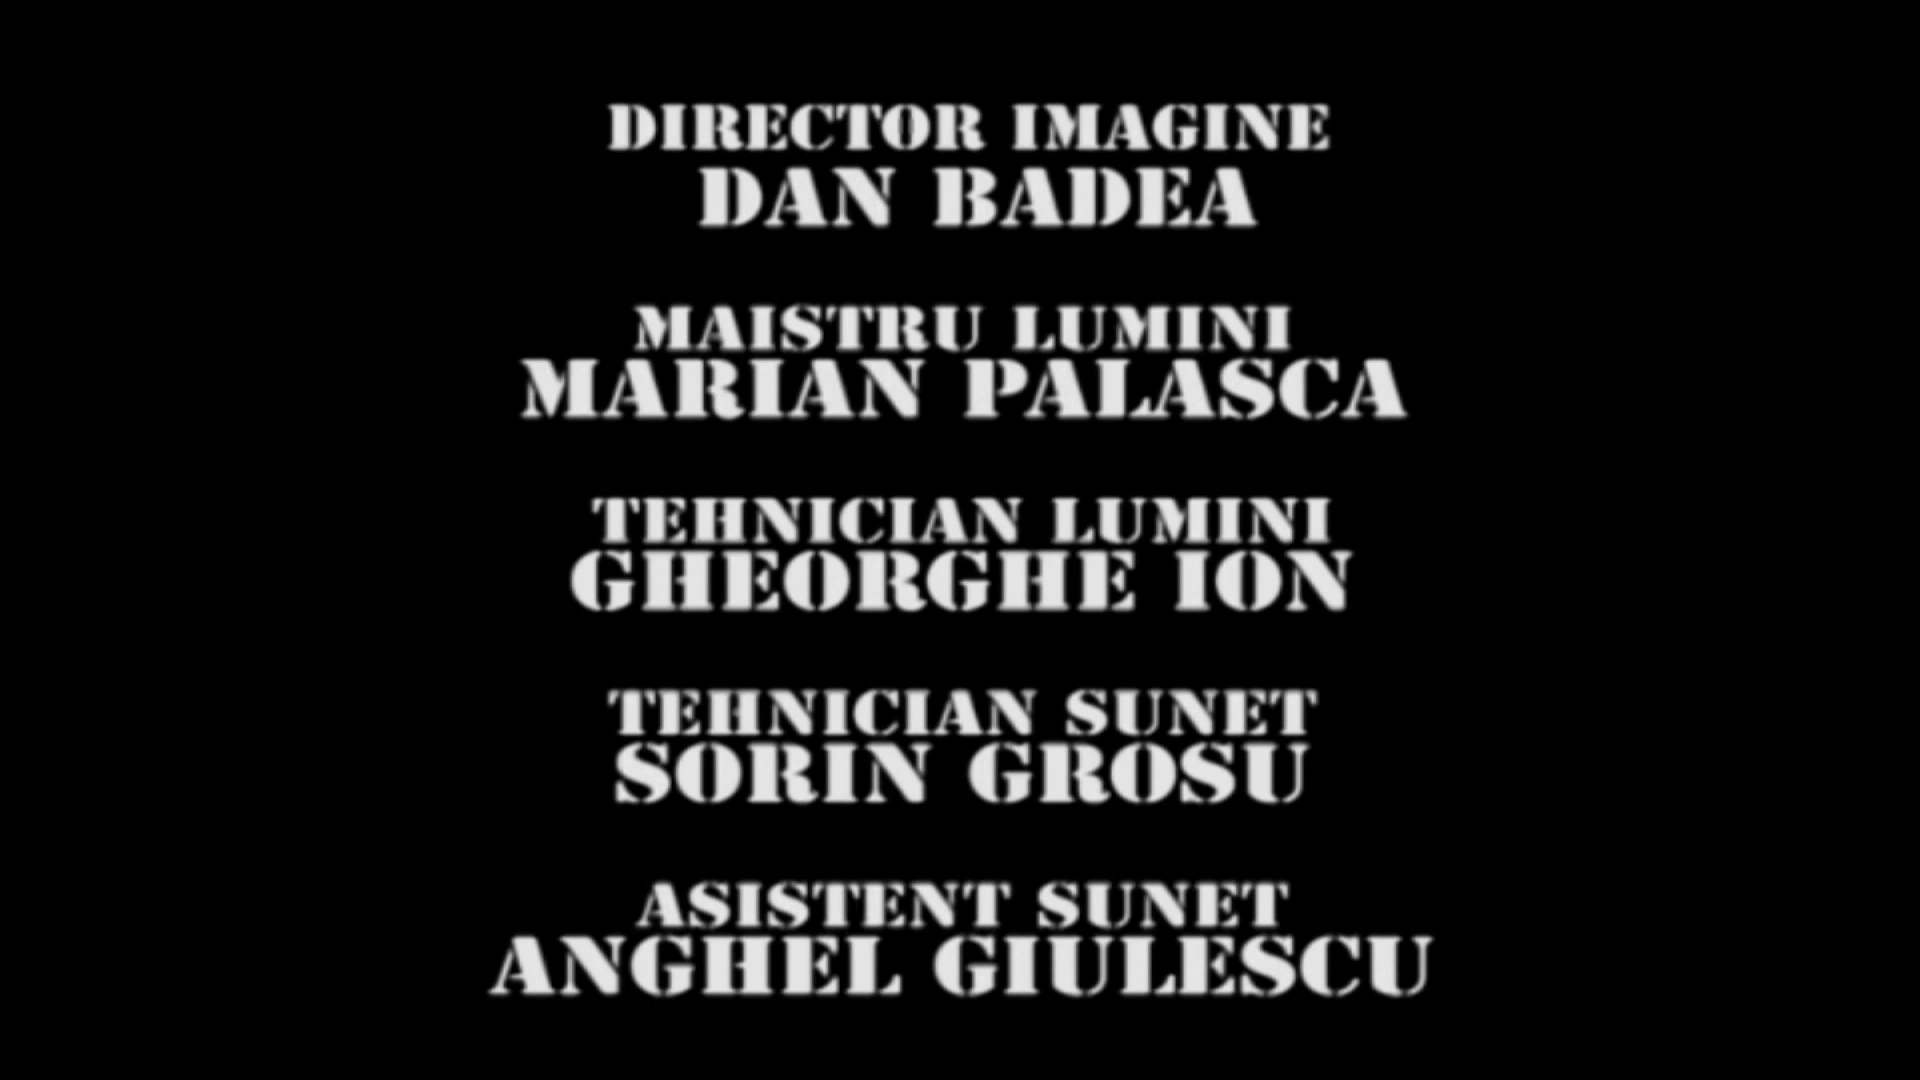 DIRECTOR IMAGINE
DAN BADEA
MAISTRU LUMINI
MARIAN PALASCA
TEHNICIAN LUMINI
GHEORGHE ION
TEHNICIAN SUNET
SORIN GROSU
ASISTENT SUNET
ANGHEL GIULESCU